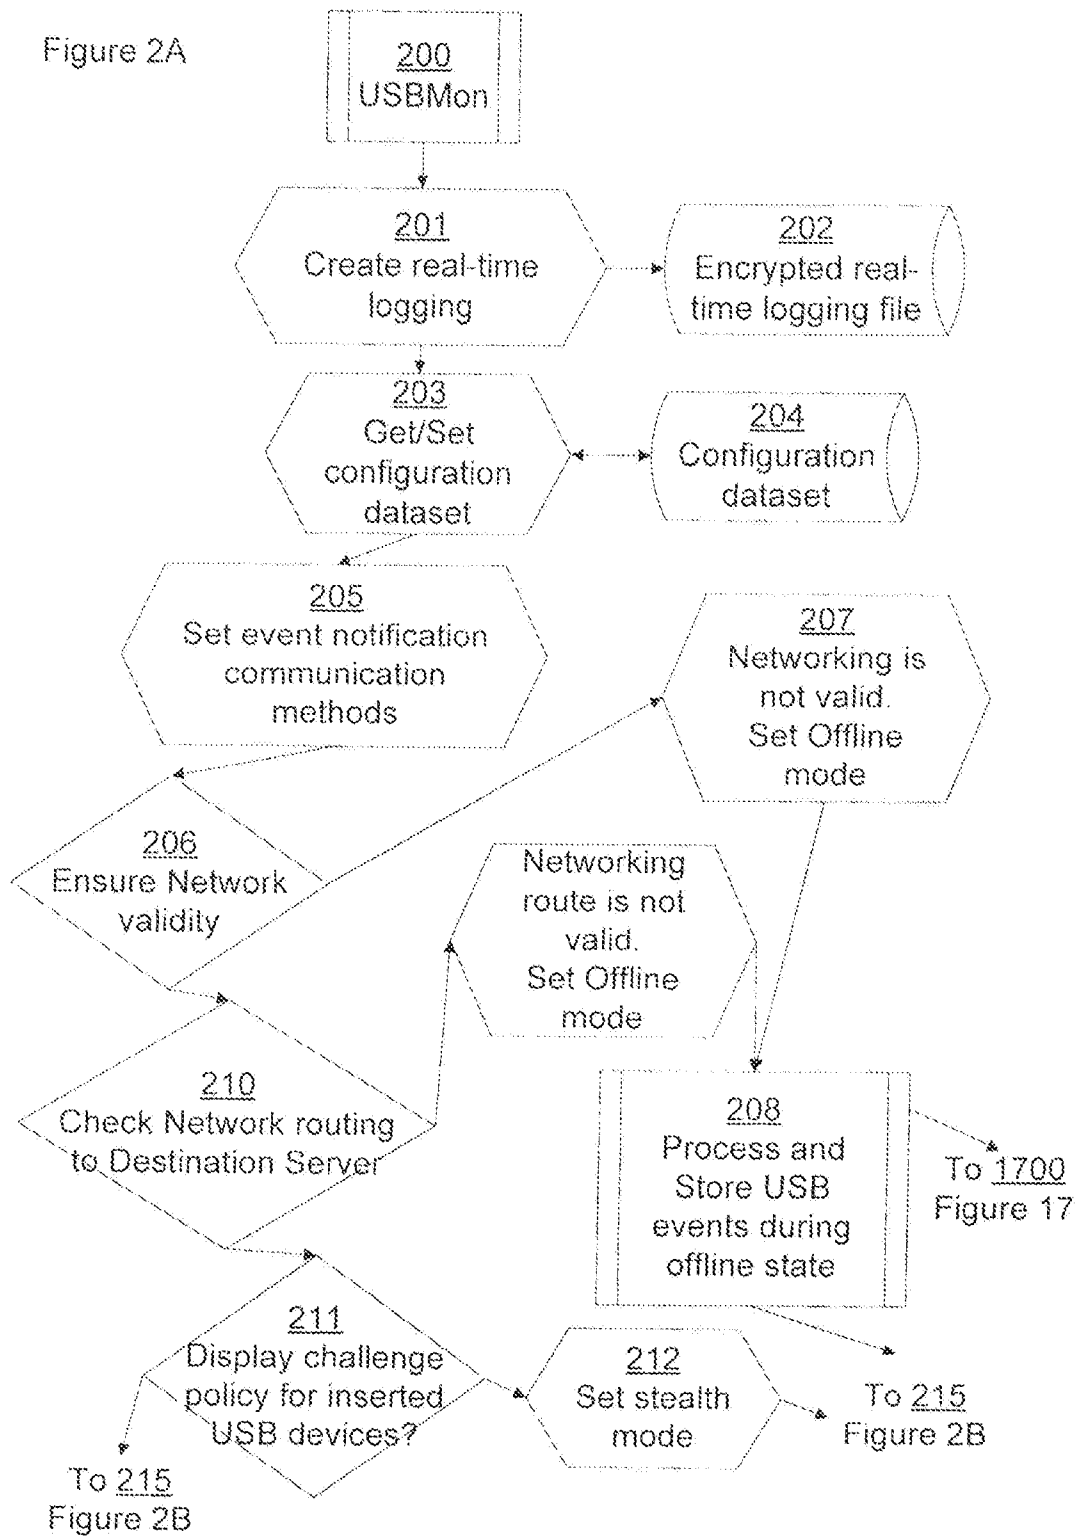 Figure 2A
200
USBMon
201
Create real-time
logging
202
Encrypted real-
time logging file
203
Get/Set
configuration
dataset
204
Configuration
dataset
205
Set event notification
communication
methods
207
Networking is
not valid.
Set Offline
mode
206
Ensure Network
validity
Networking
route is not
valid.
Set Offline
mode
210
Check Network routing
to Destination Server
208
Process and
Store USB
events during
offline state
To 1700
Figure 17
211
Display challenge
policy for inserted
USB devices?
212
Set stealth
mode
To 215
Figure 2B
To 215
Figure 2B